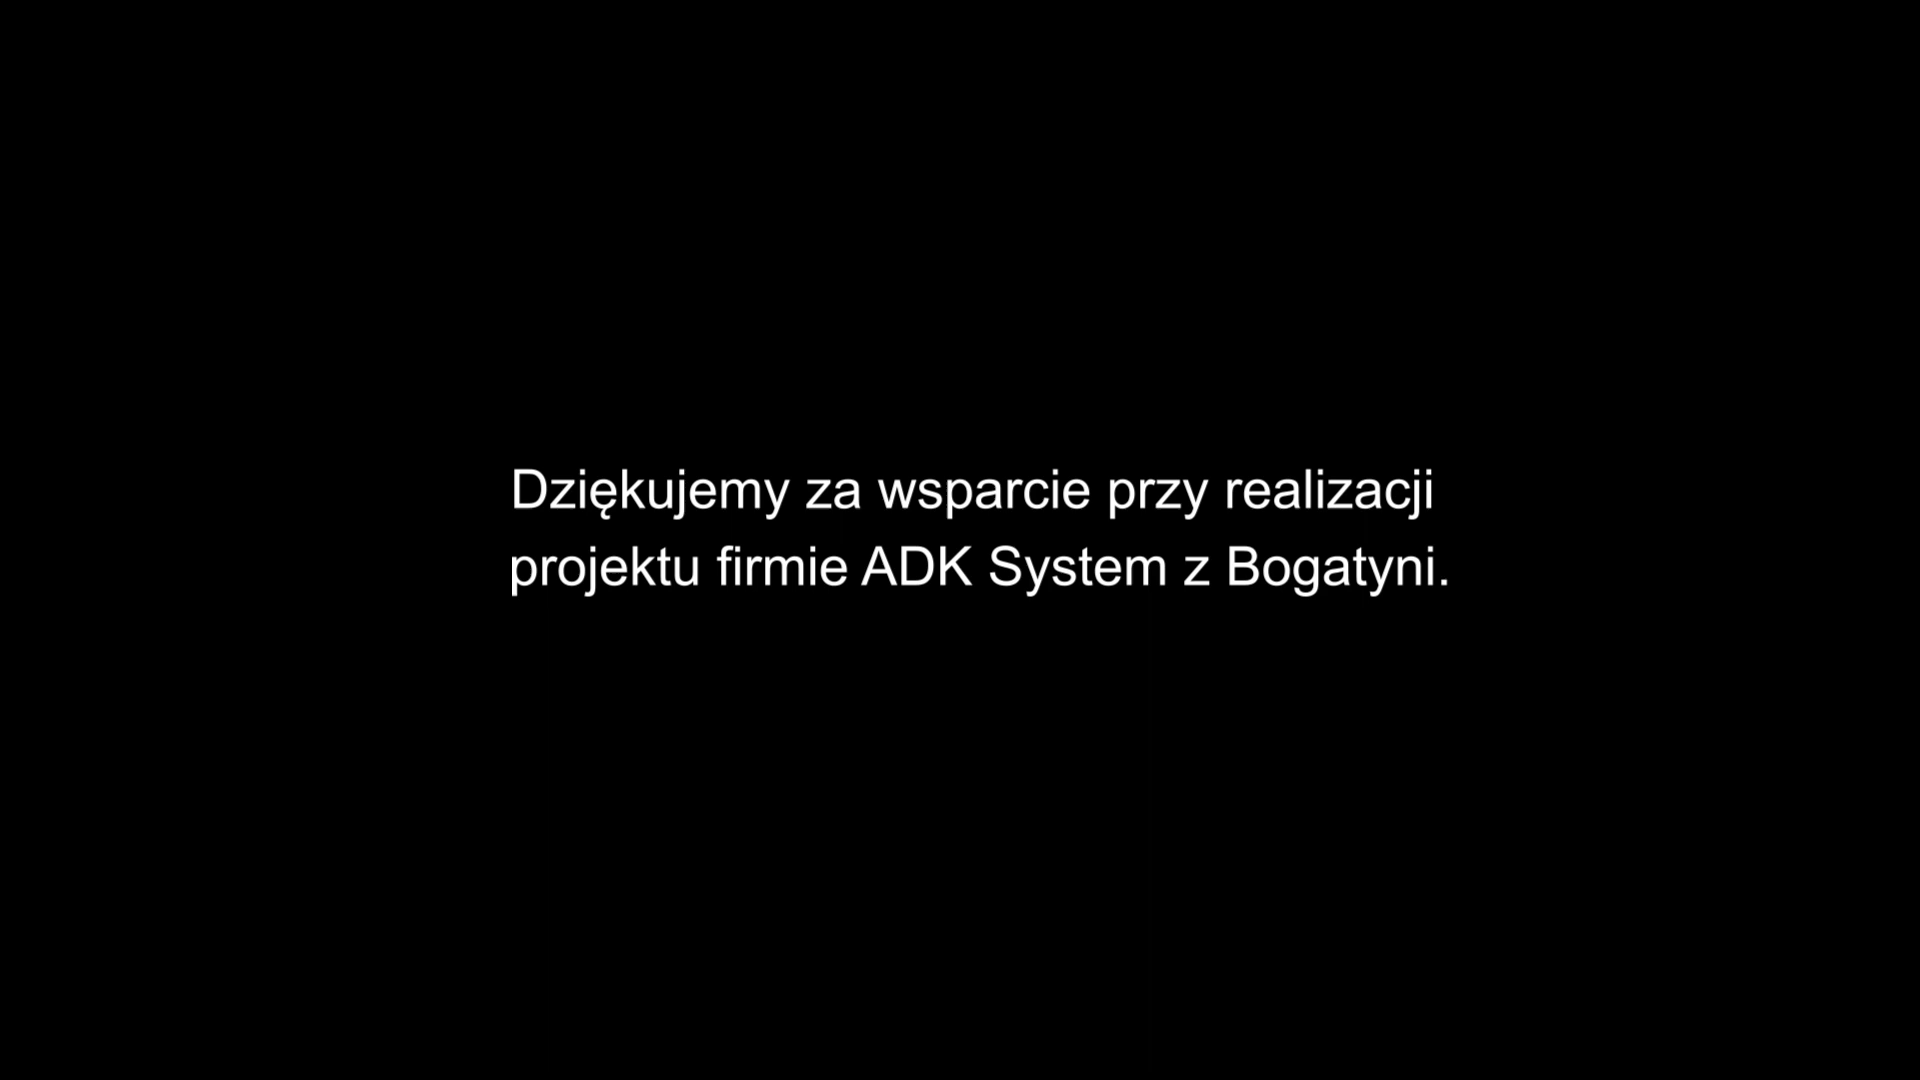 Dziękujemy za wsparcie przy realizacji
projektu firmie ADK System z Bogatyni.